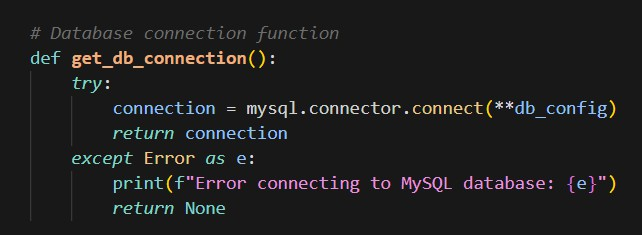 # Database connection function
def get_db_connection():
    try:
        connection = mysql.connector.connect(**db_config)
        return connection
    except Error as e:
        print(f"Error connecting to MySQL database: {e}")
        return None